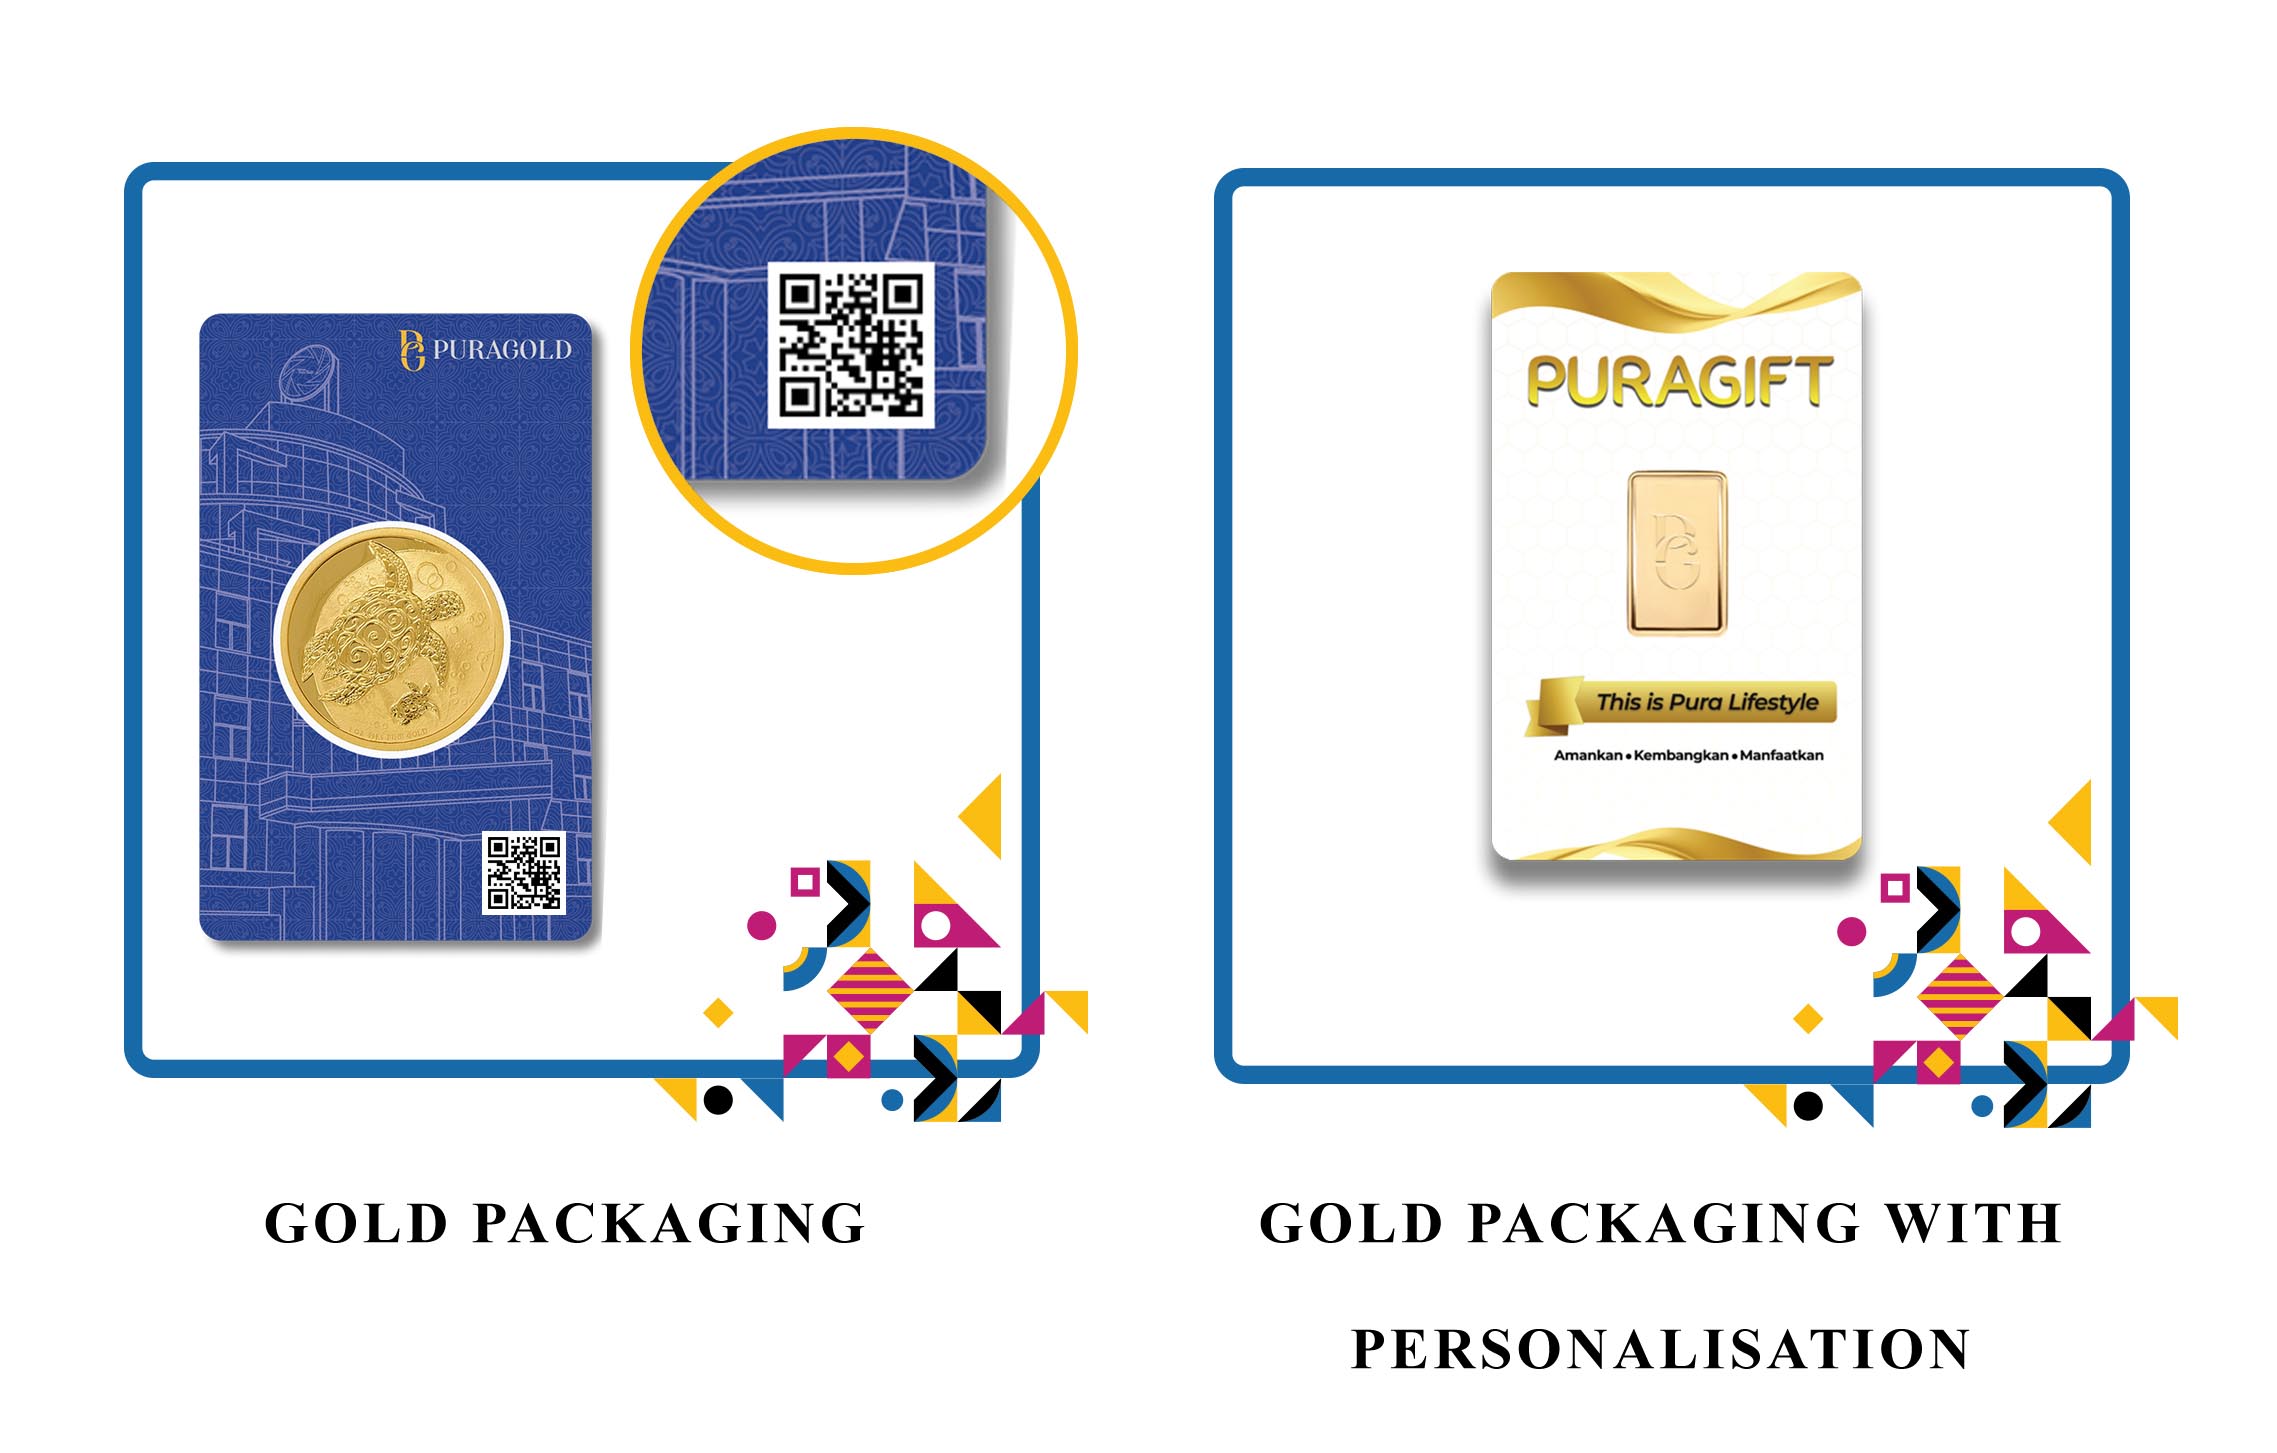 PURAGOLD
GOLD PACKAGING
PURAGIFT
This is Pura Lifestyle
Amankan • Kembangkan • Manfaatkan
GOLD PACKAGING WITH
PERSONALISATION